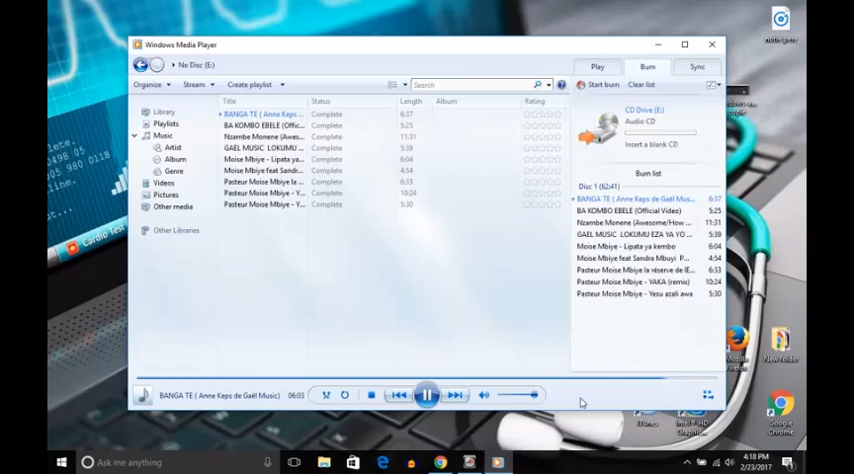 Windows Media Player
No Disc (E:)
Play
Burn
Sync
Organize
Stream
Create playlist
Search
Start burn
Clear list
Title
Status
Length
Album
Rating
Library
Playlists
Music
Artist
Album
Genre
Videos
Pictures
Other media
Other Libraries
BANGA TE ( Anne Keps ... Complete 6:37
BA KOMBO EBELE (Offic... Complete 5:25
Nzambe Monene (Awes... Complete 11:31
GAEL MUSIC LOKUMU ... Complete 5:39
Moise Mbiye - Lipata ya... Complete 6:04
Moise Mbiye feat Sandr... Complete 4:54
Pasteur Moise Mbiye la ... Complete 6:33
Pasteur Moise Mbiye - Y... Complete 10:24
Pasteur Moise Mbiye - Y... Complete 5:30
CD Drive (E:)
Audio CD
Insert a blank CD
Burn list
Disc 1 (62:41)
BANGA TE ( Anne Keps de Gaël Mus... 6:37
BA KOMBO EBELE (Official Video) 5:25
Nzambe Monene (Awesome/How ... 11:31
GAEL MUSIC LOKUMU EZA YA YO ... 5:39
Moise Mbiye - Lipata ya kembo 6:04
Moise Mbiye feat Sandra Mbuyi P... 4:54
Pasteur Moise Mbiye la réserve de lE... 6:33
Pasteur Moise Mbiye - YAKA (remix) 10:24
Pasteur Moise Mbiye - Yesu azali awa 5:30
BANGA TE ( Anne Keps de Gaël Music) 06:03
Cardio Test
Mozilla
Firefox
New folder
iTunes
Intel® HD
Graphics...
Google
Chrome
Ask me anything
4:18 PM
2/23/2017